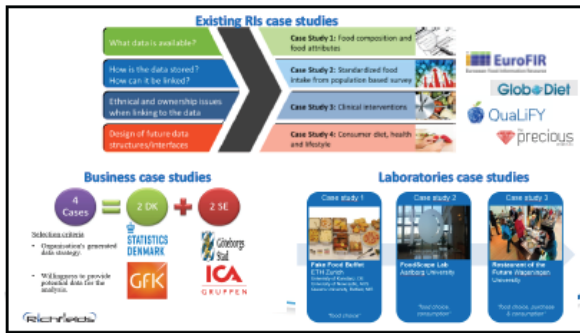 Existing RIs case studies
What data is available?
How is the data stored?
How can it be linked?
Ethnical and ownership issues
when linking to the data
Design of future data
structures/interfaces
Case Study 1: Food composition and
food attributes
Case Study 2: Standardized food
intake from population based survey
Case Study 3: Clinical interventions
Case Study 4: Consumer diet, health
and lifestyle
EuroFIR
GloboDiet
QuaLiFY
the precious
Business case studies
4
Cases
=
2 DK
+
2 SE
Selection criteria
• Organisation's generated
data strategy.
• Willingness to provide
potential data for the
analysis.
STATISTICS
DENMARK
GfK
Göteborgs
Stad
ICA
GRUPPEN
Richfields
Laboratories case studies
Case study 1
Fake Food Buffet
ETH Zurich
"food choice"
Case study 2
FoodScape Lab
Aalborg
University
"food choice,
consumption"
Case study 3
Restaurant of the
Future Wageningen
University
"food choice, purchase
& consumption"